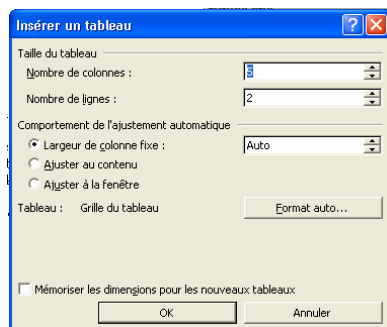 Insérer un tableau
Taille du tableau
Nombre de colonnes : 5
Nombre de lignes : 2
Comportement de l'ajustement automatique
Largeur de colonne fixe : Auto
Ajuster au contenu
Ajuster à la fenêtre
Tableau : Grille du tableau Format auto...
Mémoriser les dimensions pour les nouveaux tableaux
OK Annuler